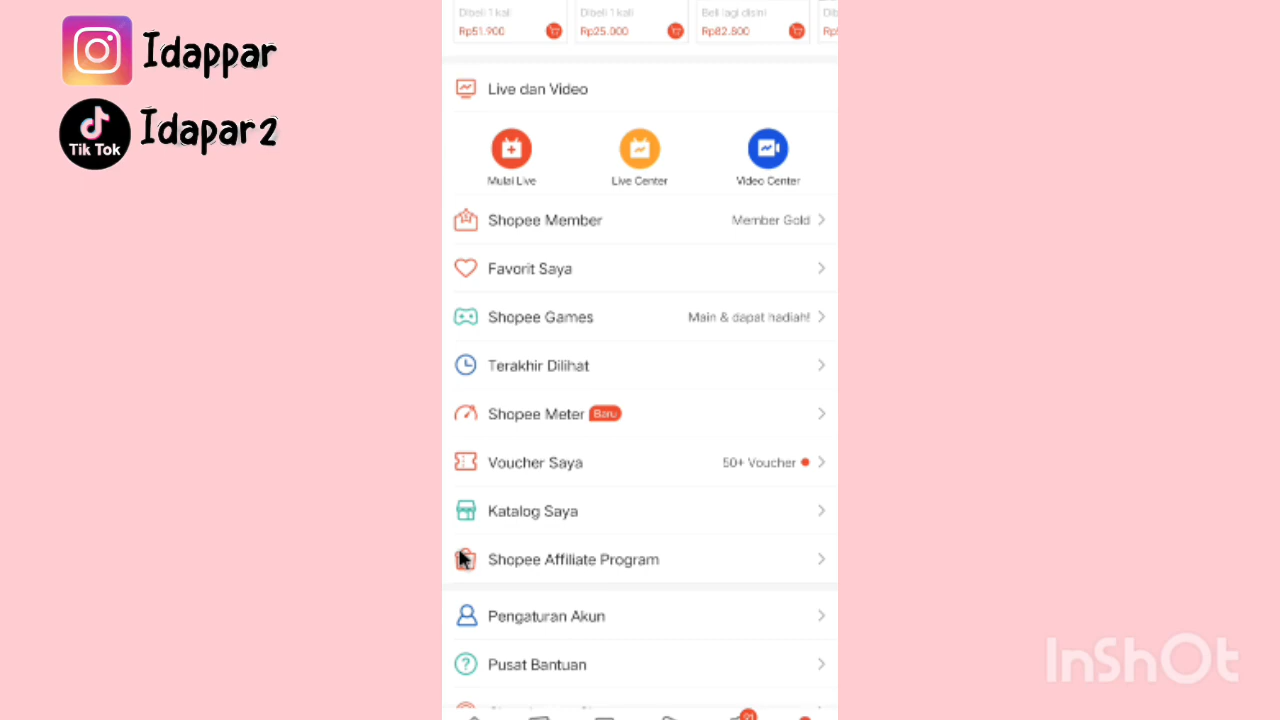 Idappar
Tik Tok
Idapar2
Dibeli 1 kali
Rp51.900
Dibeli 1 kali
Rp25.000
Beli lagi disini
Rp82.800
Live dan Video
Mulai Live
Live Center
Video Center
Shopee Member
Member Gold
Favorit Saya
Shopee Games
Main & dapat hadiah!
Terakhir Dilihat
Shopee Meter Baru
Voucher Saya
50+ Voucher
Katalog Saya
Shopee Affiliate Program
Pengaturan Akun
Pusat Bantuan
InShOt